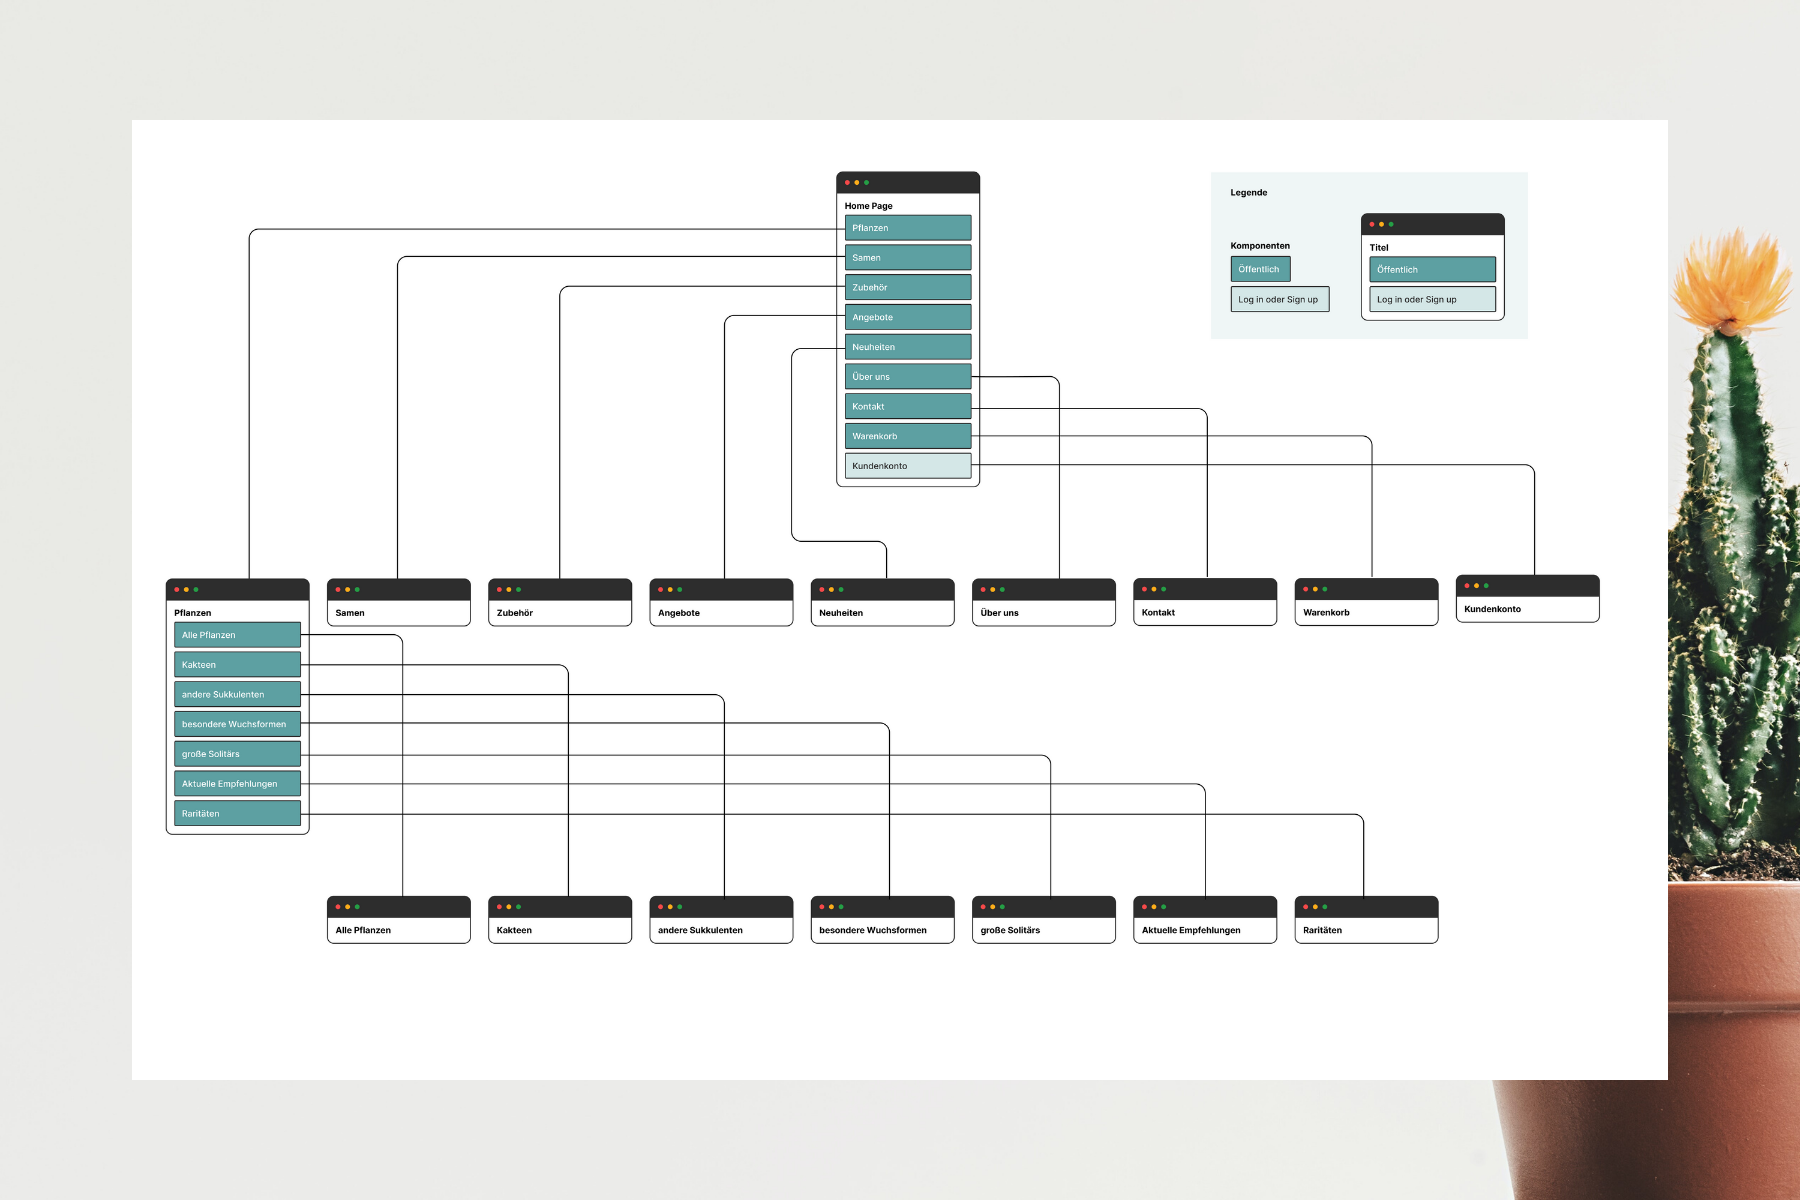 Home Page
Pflanzen
Samen
Zubehör
Angebote
Neuheiten
Über uns
Kontakt
Warenkorb
Kundenkonto
Legende
Komponenten
Öffentlich
Log in oder Sign up
Titel
Öffentlich
Log in oder Sign up
Pflanzen
Alle Pflanzen
Kakteen
andere Sukkulenten
besondere Wuchsformen
große Solitärs
Aktuelle Empfehlungen
Raritäten
Samen
Zubehör
Angebote
Neuheiten
Über uns
Kontakt
Warenkorb
Kundenkonto
Alle Pflanzen
Kakteen
andere Sukkulenten
besondere Wuchsformen
große Solitärs
Aktuelle Empfehlungen
Raritäten